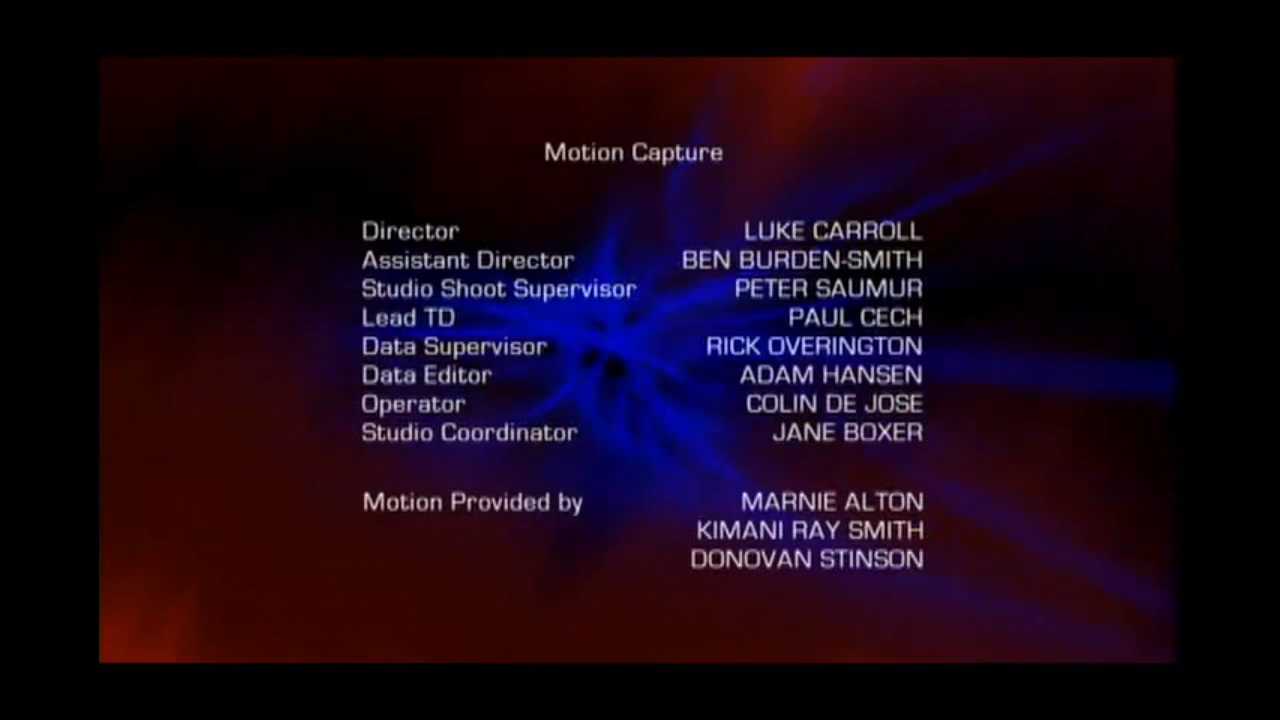 Motion Capture
Director LUKE CARROLL
Assistant Director BEN BURDEN-SMITH
Studio Shoot Supervisor PETER SAUMUR
Lead TD PAUL CECH
Data Supervisor RICK OVERINGTON
Data Editor ADAM HANSEN
Operator COLIN DE JOSE
Studio Coordinator JANE BOXER
Motion Provided by MARNIE ALTON
KIMANI RAY SMITH
DONOVAN STINSON